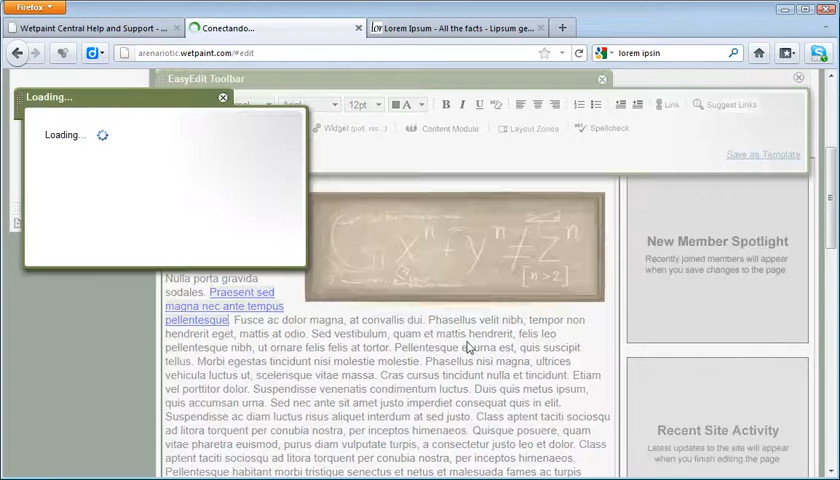 Firefox
Wetpaint Central Help and Support - ...
Conectando...
Lorem Ipsum - All the facts - Lipsum ge...
arenariotic.wetpaint.com/#edit
lorem ipsin
EasyEdit Toolbar
Loading...
12pt
A
B I U
Link
Suggest Links
Widget
Content Module
Layout Zones
Spellcheck
Save as Template
Loading...
x^n + y^n ≠ z^n
[n>2]
New Member Spotlight
Recently joined members will appear
when you save changes to the page
Nulla porta gravida
sodales. Praesent sed
magna nec ante tempus
pellentesque. Fusce ac dolor magna, at convallis dui. Phasellus velit nibh, tempor non
hendrerit eget, mattis at odio. Sed vestibulum, quam et mattis hendrerit, felis leo
pellentesque nibh, ut ornare felis felis at tortor. Pellentesque urna est, quis suscipit
tellus. Morbi egestas tincidunt nisi molestie molestie. Phasellus nisi magna, ultrices
vehicula luctus et, scelerisque vitae massa. Cras cursus tincidunt nulla et tincidunt. Etiam
vel porttitor dolor. Suspendisse venenatis condimentum luctus. Duis quis metus ipsum,
quis accumsan urna. Sed sit amet justo imperdiet consequat quis in elit.
Suspendisse ac diam luctus risus aliquet interdum at sed justo. Class aptent taciti sociosqu
ad litora torquent per conubia nostra, per inceptos himenaeos. Quisque posuere, quam
vitae pharetra euismod, purus diam vulputate turpis, a consectetur justo leo et dolor. Class
aptent taciti sociosqu ad litora torquent per conubia nostra, per inceptos himenaeos.
Pellentesque habitant morbi tristique senectus et netus et malesuada fames ac turpis
Recent Site Activity
Latest updates to the site will appear
when you finish editing the page